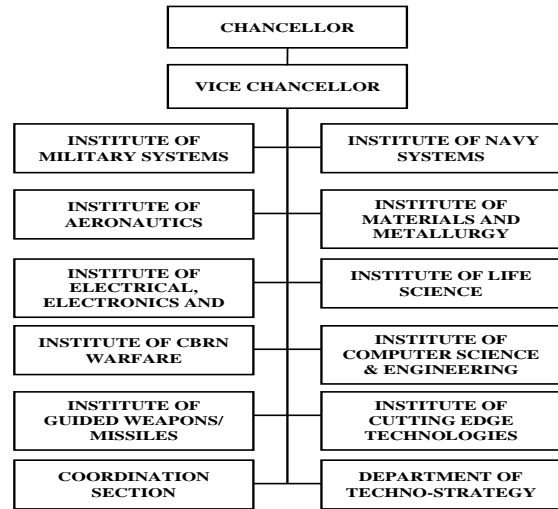 CHANCELLOR
VICE CHANCELLOR
INSTITUTE OF
MILITARY SYSTEMS
INSTITUTE OF NAVY
SYSTEMS
INSTITUTE OF
AERONAUTICS
INSTITUTE OF
MATERIALS AND
METALLURGY
INSTITUTE OF
ELECTRICAL,
ELECTRONICS AND
INSTITUTE OF LIFE
SCIENCE
INSTITUTE OF CBRN
WARFARE
INSTITUTE OF
COMPUTER SCIENCE
& ENGINEERING
INSTITUTE OF
GUIDED WEAPONS/
MISSILES
INSTITUTE OF
CUTTING EDGE
TECHNOLOGIES
COORDINATION
SECTION
DEPARTMENT OF
TECHNO-STRATEGY